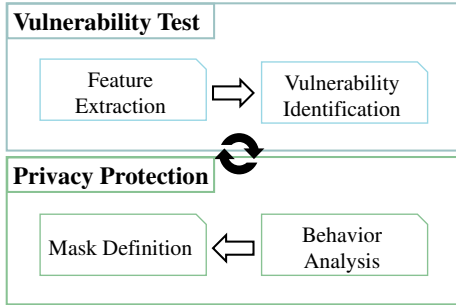 Vulnerability Test
Feature
Extraction
Vulnerability
Identification
Privacy Protection
Mask Definition
Behavior
Analysis